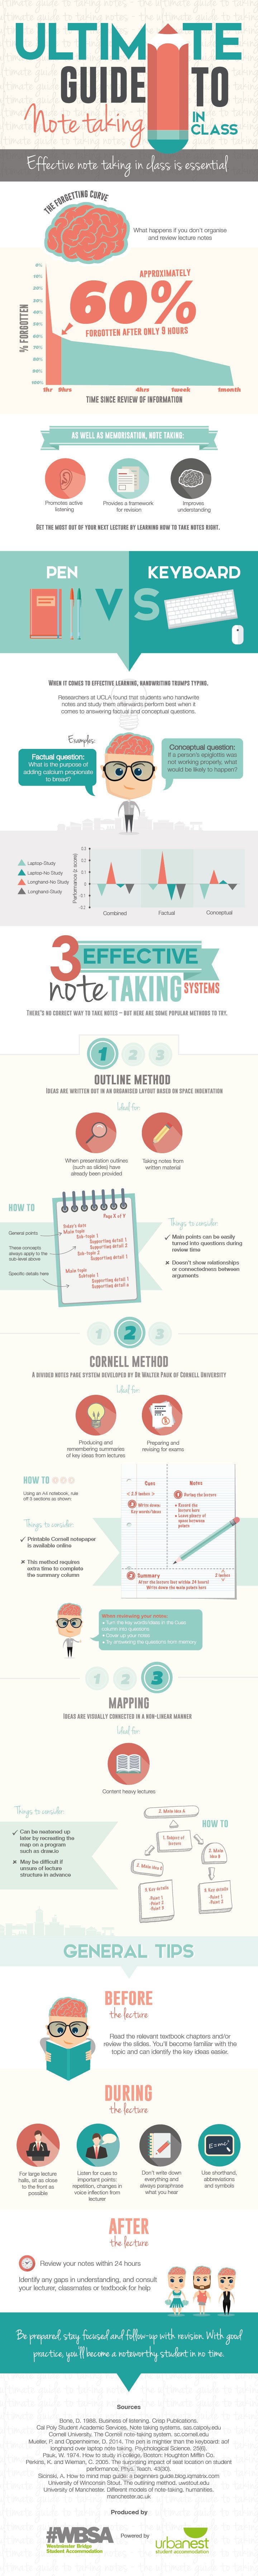 ULTIMATE
GUIDE TO
Note taking
IN
CLASS
Effective note taking in class is essential
THE FORGETTING CURVE
What happens if you don't organise
and review lecture notes
% FORGOTTEN
0%
10%
20%
30%
40%
50%
60%
70%
80%
90%
100%
APPROXIMATELY
60%
FORGOTTEN AFTER ONLY 9 HOURS
1hr 9hrs
1week
1month
TIME SINCE REVIEW OF INFORMATION
AS WELL AS MEMORISATION, NOTE TAKING:
Promotes active
listening
Provides a framework
for revision
Improves
understanding
GET THE MOST OUT OF YOUR NEXT LECTURE BY LEARNING HOW TO TAKE NOTES RIGHT.
PEN
VS
KEYBOARD
WHEN IT COMES TO EFFECTIVE LEARNING, HANDWRITING TRUMPS TYPING.
Researchers at UCLA found that students who handwrite
notes and study them afterwards perform best when it
comes to answering factual and conceptual questions.
Examples:
Factual question:
What is the purpose of
adding calcium propionate
to bread?
Conceptual question:
If a person's epiglottis was
not working properly, what
would be likely to happen?
Laptop-Study
Laptop-No Study
Longhand-No Study
Longhand-Study
Performance (z score)
0.3
0.2
0.1
0
-0.1
-0.2
Combined
Factual
Conceptual
3 EFFECTIVE
note TAKING SYSTEMS
THERE'S NO CORRECT WAY TO TAKE NOTES – BUT HERE ARE SOME POPULAR METHODS TO TRY.
1 2 3
OUTLINE METHOD
IDEAS ARE WRITTEN OUT IN AN ORGANISED LAYOUT BASED ON SPACE INDENTATION
Ideal for:
When presentation outlines
(such as slides) have
already been provided
Taking notes from
written material
HOW TO
General points
These concepts
always apply to the
sub-level above
Specific details here
Page 5 of 9
Today's date
Main topic
Sub-topic 1
Supporting detail 1
Supporting detail 2
Sub-topic 2
Supporting detail 1
Main topic
Subtopic 1
Supporting detail 1
Supporting detail 2
Things to consider:
Main points can be easily
turned into questions during
review time
Doesn't show relationships
or connectedness between
arguments
1 2 3
CORNELL METHOD
A DIVIDED NOTES PAGE SYSTEM DEVELOPED BY DR WALTER PAUK OF CORNELL UNIVERSITY
Ideal for:
Producing and
remembering summaries
of key ideas from lectures
Preparing and
revising for exams
HOW TO 1 2 3
Using an A4 notebook, rule
off 3 sections as shown:
Things to consider:
Printable Cornell notepaper
is available online
This method requires
extra time to complete
the summary column
Cues
< 2.5 inches >
2 Write down:
Key words/ideas
Notes
1 During the lecture
Record the
lecture here
Leave plenty of
space between
points
3 Summary
2 inches
After the lecture (but within 24 hours)
Write down the main points here
When reviewing your notes:
Turn the key words/ideas in the Cues
column into questions
Cover up your notes
Try answering the questions from memory
1 2 3
MAPPING
IDEAS ARE VISUALLY CONNECTED IN A NON-LINEAR MANNER
Ideal for:
Content heavy lectures
Things to consider:
Can be neatened up
later by recreating the
map on a program
such as draw.io
May be difficult if
unsure of lecture
structure in advance
HOW TO
2. Main idea A
1. Subject of
lecture
2. Main
idea B
2. Main idea C
3 Key details
-Point 1
-Point 2
-Point 3
3 Key details
-Point 1
-Point 2
GENERAL TIPS
BEFORE
the lecture
Read the relevant textbook chapters and/or
review the slides. You'll become familiar with the
topic and can identify the key ideas easier.
DURING
the lecture
For large lecture
halls, sit as close
to the front as
possible
Listen for cues to
important points:
repetition, changes in
voice inflection from
lecturer
Don't write down
everything and
always paraphrase
what you hear
E=mc²
Use shorthand,
abbreviations
and symbols
AFTER
the lecture
Review your notes within 24 hours
Identify any gaps in understanding, and consult
your lecturer, classmates or textbook for help
Be prepared, stay focused and follow-up with revision. With good
practice, you'll become a noteworthy student in no time.
Sources
Bone, D. 1988. Business of listening. Crisp Publications.
Cal Poly Student Academic Services, Note taking systems. sas.calpoly.edu
Cornell University. The Cornell note-taking system. sc.cornell.edu
Pauk, W. 1974. How to study in college, Boston: Houghton Mifflin Co.
Perkins, K. and Wieman, C. 2005. The surprising impact of seat location on student
performance, Phys. Teach. 43(30).
University of Winconsin Stout. The outlining method, uwstout.edu
University of Manchester. Different models of note-taking, humanities.
manchester.ac.uk
Produced by
#WBSA
Westminster Bridge
Student Accommodation
Powered by
urbanest
student accommodation